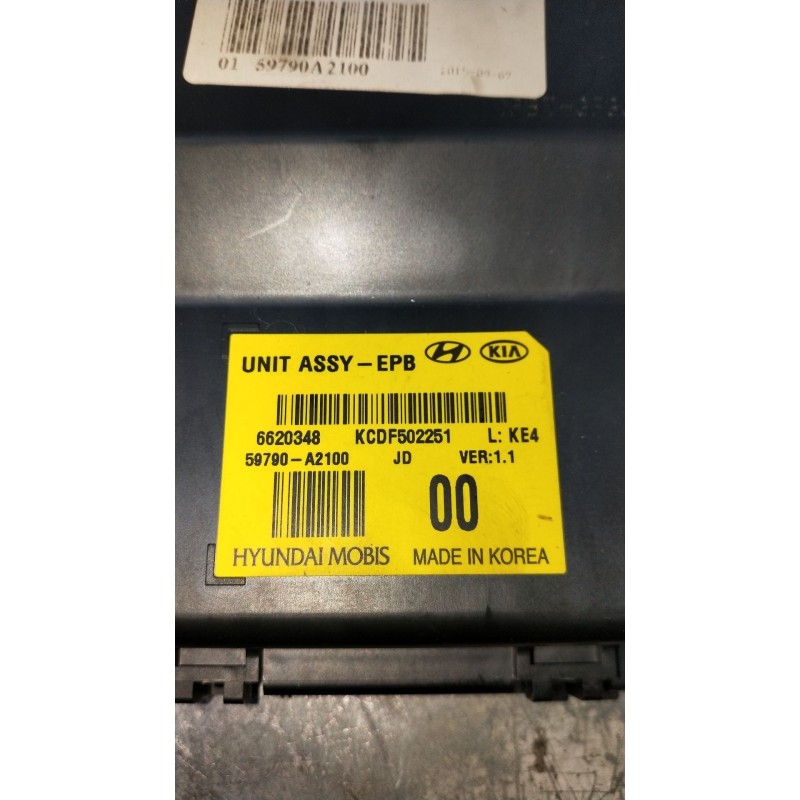 01 59790A2100
UNIT ASSY-EPB KIA
6620348 KCDF502251 L: KE4
59790-A2100 JD VER:1.1
00
HYUNDAI MOBIS MADE IN KOREA